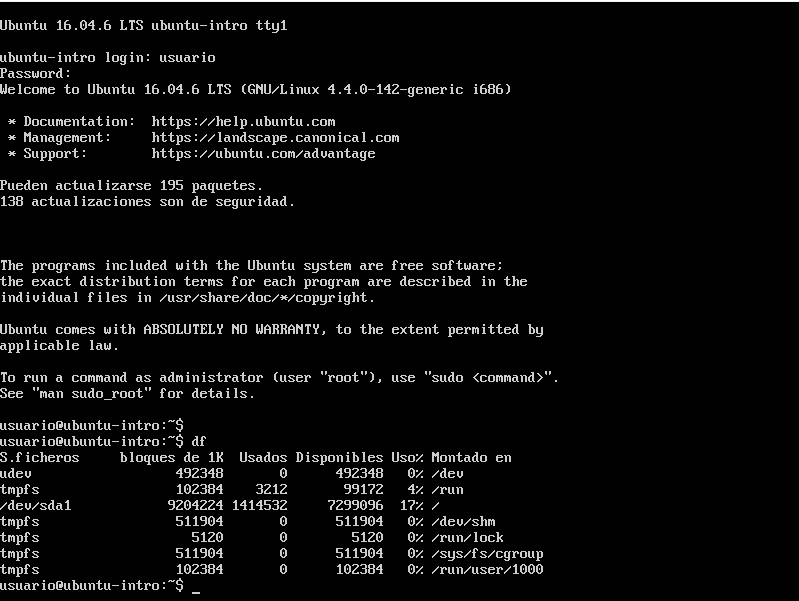 Ubuntu 16.04.6 LTS ubuntu-intro tty1
ubuntu-intro login: usuario
Password:
Welcome to Ubuntu 16.04.6 LTS (GNU/Linux 4.4.0-142-generic i686)
* Documentation:  https://help.ubuntu.com
* Management:     https://landscape.canonical.com
* Support:        https://ubuntu.com/advantage
Pueden actualizarse 195 paquetes.
138 actualizaciones son de seguridad.
The programs included with the Ubuntu system are free software;
the exact distribution terms for each program are described in the
individual files in /usr/share/doc/*/copyright.
Ubuntu comes with ABSOLUTELY NO WARRANTY, to the extent permitted by
applicable law.
To run a command as administrator (user "root"), use "sudo <command>".
See "man sudo_root" for details.
usuario@ubuntu-intro:~$
usuario@ubuntu-intro:~$ df
S.ficheros     bloques de 1K  Usados Disponibles Uso% Montado en
udev                  492348       0      492348   0% /dev
tmpfs                 102384    3212       99172   4% /run
/dev/sda1            9204224 1414532     7299096  17% /
tmpfs                 511904       0      511904   0% /dev/shm
tmpfs                   5120       0        5120   0% /run/lock
tmpfs                 511904       0      511904   0% /sys/fs/cgroup
tmpfs                 102384       0      102384   0% /run/user/1000
usuario@ubuntu-intro:~$ _